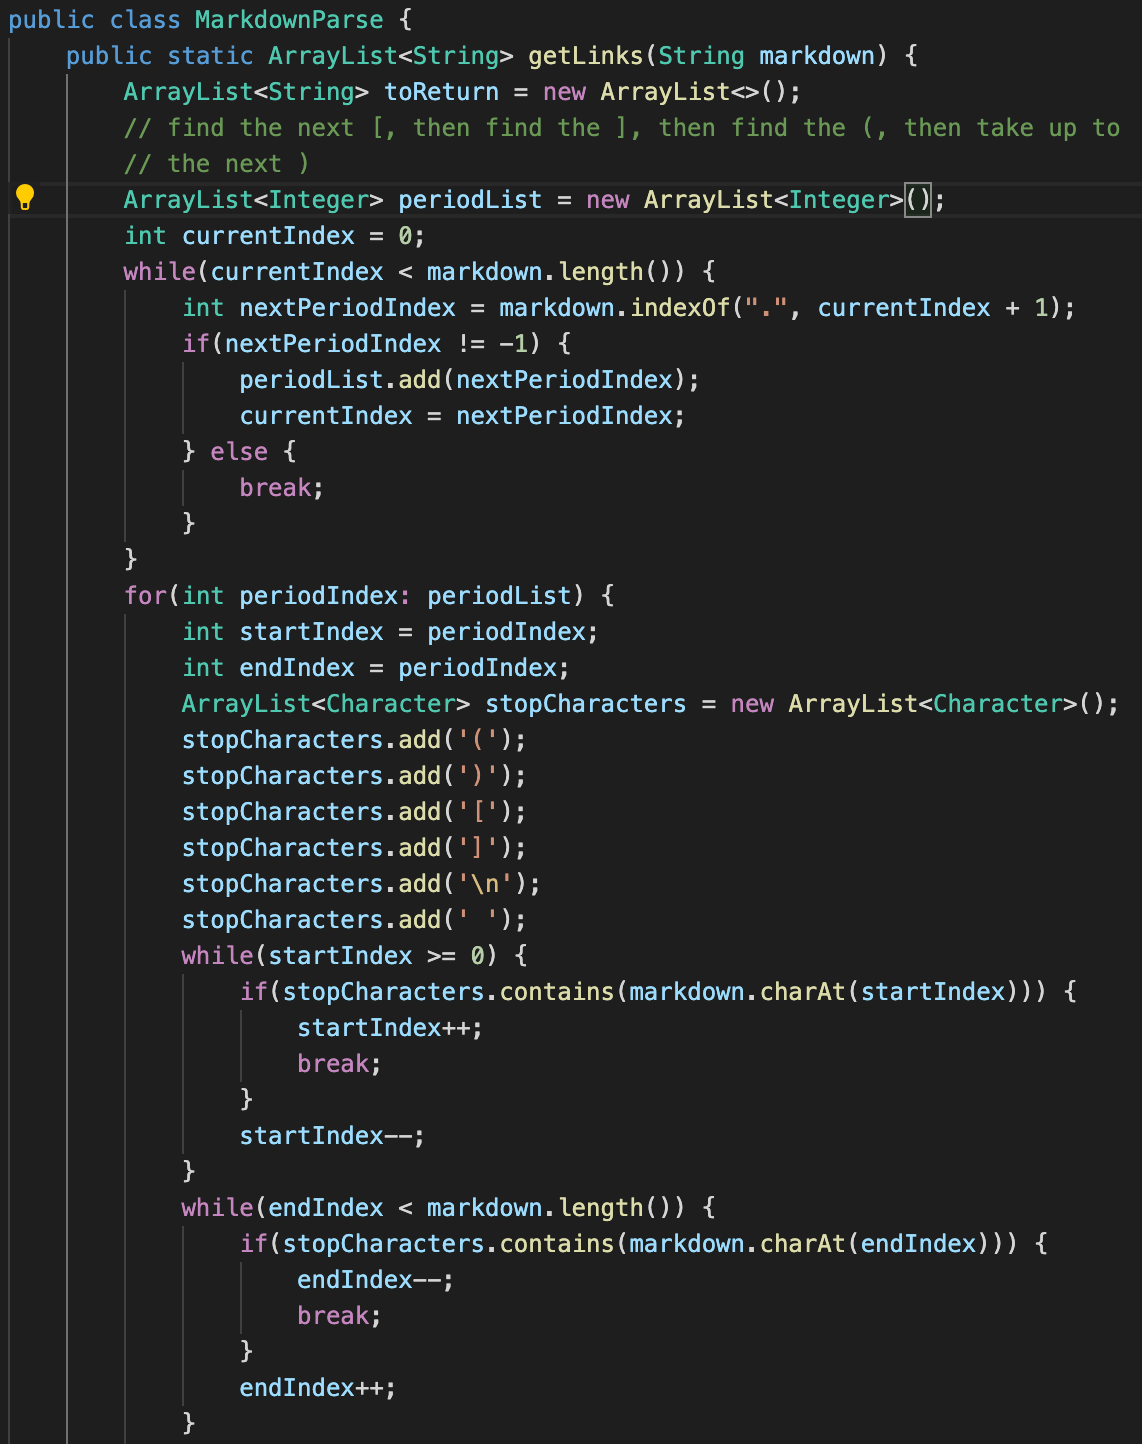 public class MarkdownParse {
    public static ArrayList<String> getLinks(String markdown) {
        ArrayList<String> toReturn = new ArrayList<>();
        // find the next [, then find the ], then find the (, then take up to
        // the next )
        ArrayList<Integer> periodList = new ArrayList<Integer>();
        int currentIndex = 0;
        while(currentIndex < markdown.length()) {
            int nextPeriodIndex = markdown.indexOf(".", currentIndex + 1);
            if(nextPeriodIndex != -1) {
                periodList.add(nextPeriodIndex);
                currentIndex = nextPeriodIndex;
            } else {
                break;
            }
        }
        for(int periodIndex: periodList) {
            int startIndex = periodIndex;
            int endIndex = periodIndex;
            ArrayList<Character> stopCharacters = new ArrayList<Character>();
            stopCharacters.add('(');
            stopCharacters.add(')');
            stopCharacters.add('[');
            stopCharacters.add(']');
            stopCharacters.add('\n');
            stopCharacters.add(' ');
            while(startIndex >= 0) {
                if(stopCharacters.contains(markdown.charAt(startIndex))) {
                    startIndex++;
                    break;
                }
                startIndex--;
            }
            while(endIndex < markdown.length()) {
                if(stopCharacters.contains(markdown.charAt(endIndex))) {
                    endIndex--;
                    break;
                }
                endIndex++;
            }